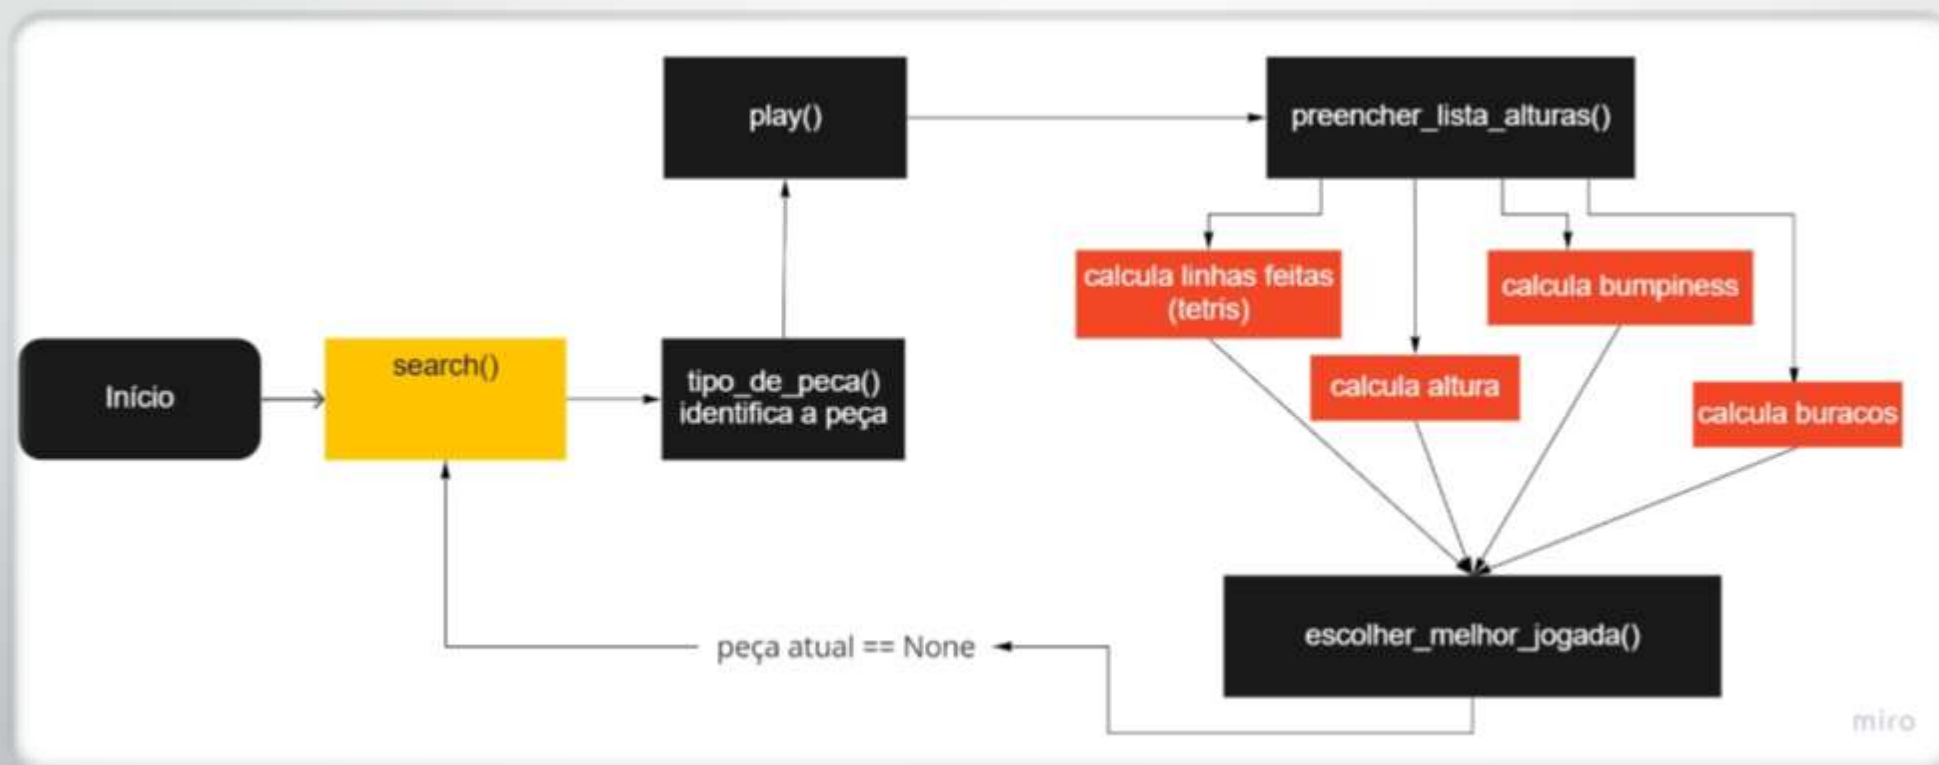 play()
preencher_lista_alturas()
calcula linhas feitas
(tetris)
calcula bumpiness
Início
search()
tipo_de_peca()
identifica a peça
calcula altura
calcula buracos
peça atual == None
escolher_melhor_jogada()
miro